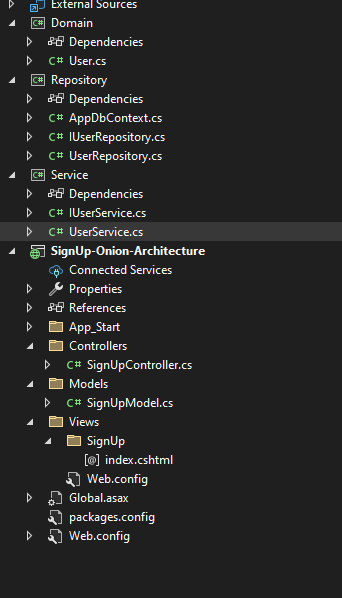 External Sources
C# Domain
Dependencies
C# User.cs
C# Repository
Dependencies
C# AppDbContext.cs
C# IUserRepository.cs
C# UserRepository.cs
C# Service
Dependencies
C# IUserService.cs
C# UserService.cs
SignUp-Onion-Architecture
Connected Services
Properties
References
App_Start
Controllers
C# SignUpController.cs
Models
C# SignUpModel.cs
Views
SignUp
[@] index.cshtml
Web.config
Global.asax
packages.config
Web.config